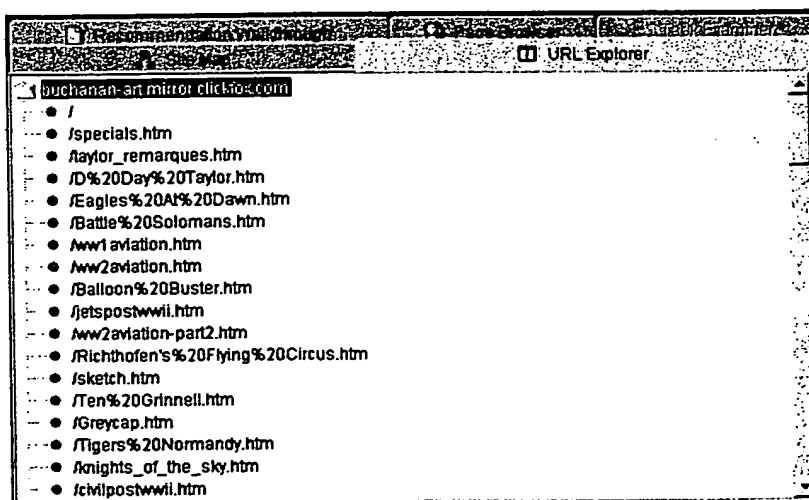 Recommendation Walkthrough
Page Browser
Site Map
URL Explorer
buchanan-art.mirror.clickfox.com
/
/specials.htm
/taylor_remarques.htm
/D%20Day%20Taylor.htm
/Eagles%20At%20Dawn.htm
/Battle%20Solomans.htm
/ww1aviation.htm
/ww2aviation.htm
/Balloon%20Buster.htm
/jetspostwwii.htm
/ww2aviation-part2.htm
/Richthofen's%20Flying%20Circus.htm
/sketch.htm
/Ten%20Grinnell.htm
/Greycap.htm
/Tigers%20Normandy.htm
/knights_of_the_sky.htm
/civilpostwwii.htm